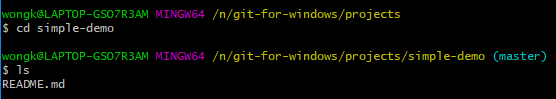 wongk@LAPTOP-GSO7R3AM MINGW64 /n/git-for-windows/projects
$ cd simple-demo
wongk@LAPTOP-GSO7R3AM MINGW64 /n/git-for-windows/projects/simple-demo (master)
$ ls
README.md